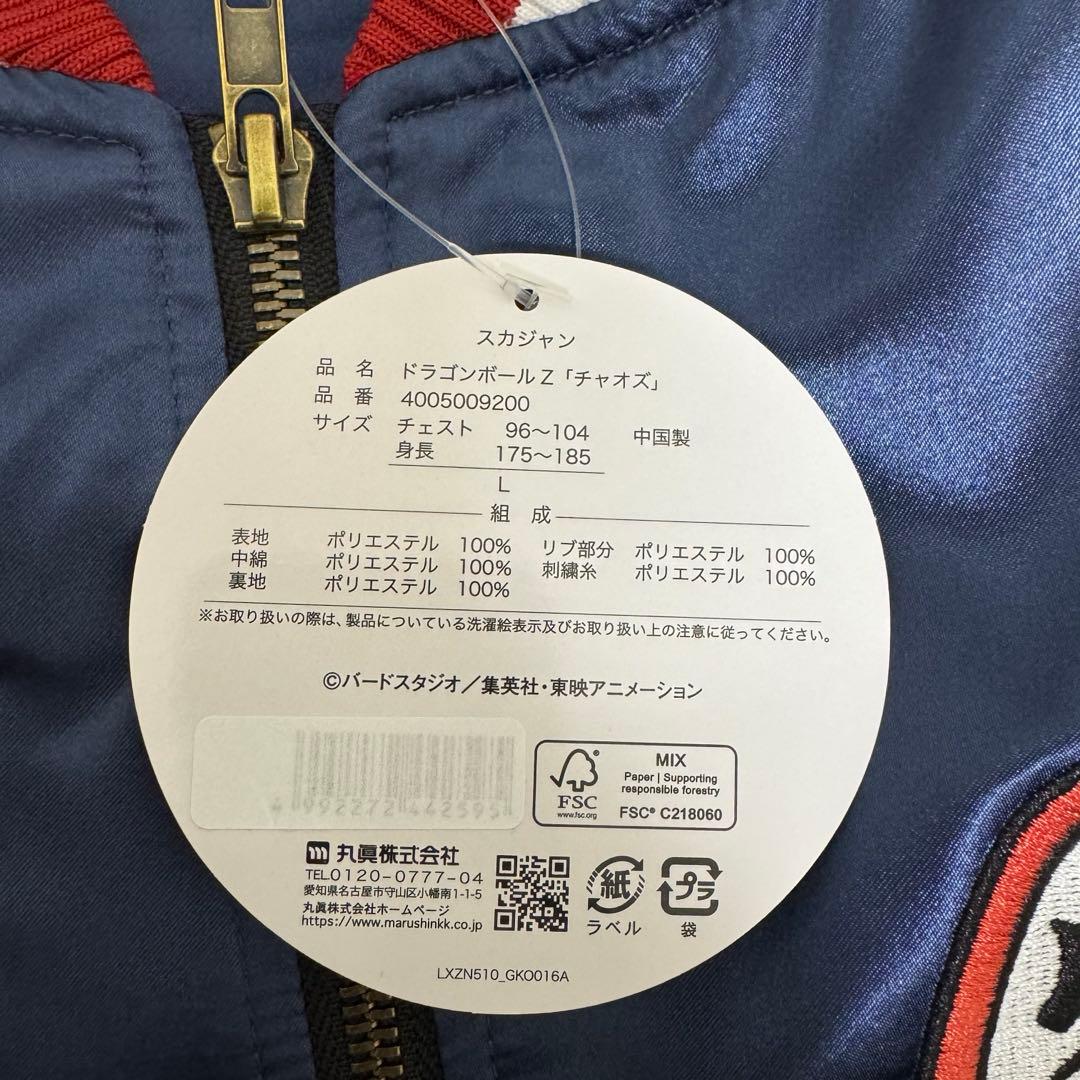 スカジャン
品 名 ドラゴンボールZ「チャオズ」
品 番 4005009200
サイズ チェスト 96〜104 中国製
身長 175〜185
L
組 成
表地 ポリエステル 100% リブ部分 ポリエステル 100%
中綿 ポリエステル 100% 刺繍糸 ポリエステル 100%
裏地 ポリエステル 100%
※お取り扱いの際は、製品についている洗濯絵表示及びお取り扱い上の注意に従ってください。
©バードスタジオ/集英社・東映アニメーション
4992272442595
FSC
www.fsc.org
MIX
Paper | Supporting
responsible forestry
FSC® C218060
丸眞株式会社
TEL0120-0777-04
愛知県名古屋市守山区小幡南1-1-5
丸眞株式会社ホームページ
https://www.marushinkk.co.jp
紙
ラベル
プラ
袋
LXZN510_GKO016A